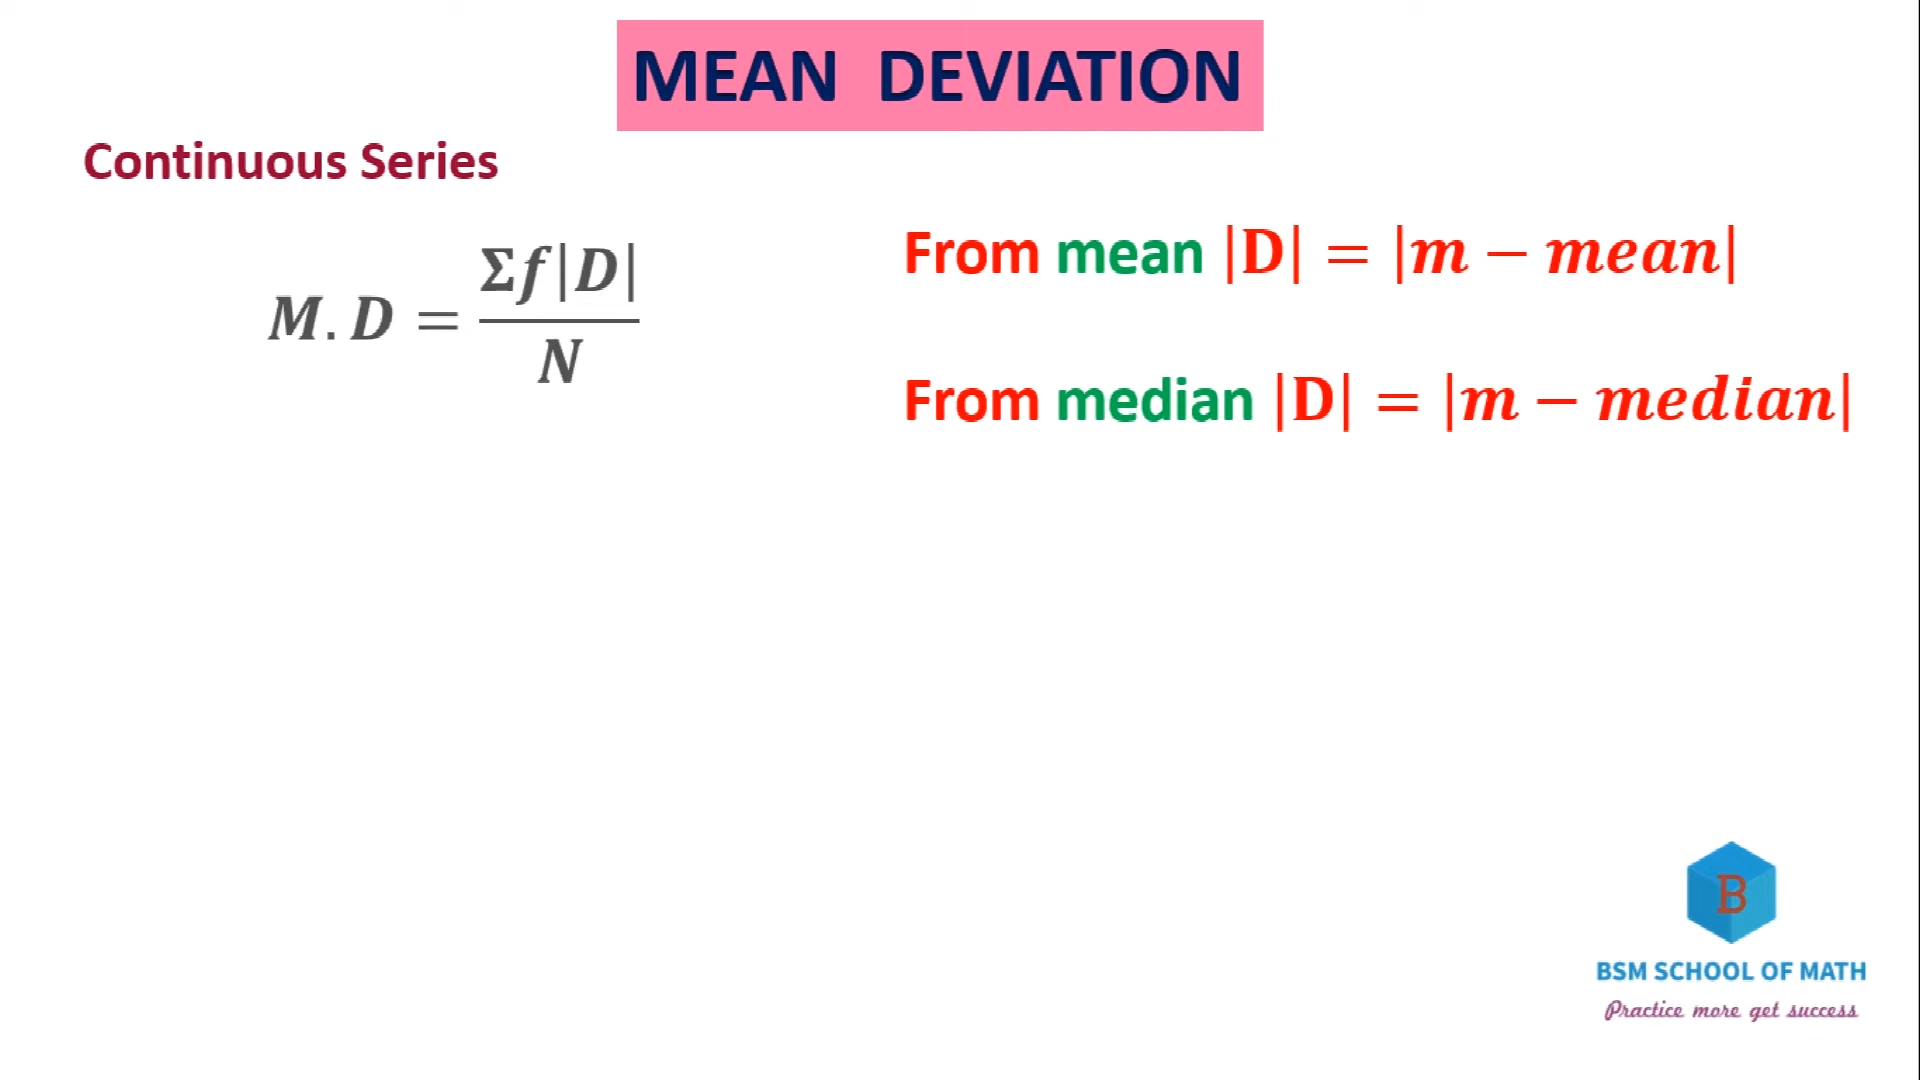 MEAN DEVIATION
Continuous Series
M.D = Σf|D| / N
From mean |D| = |m − mean|
From median |D| = |m − median|
B
BSM SCHOOL OF MATH
Practice more get success